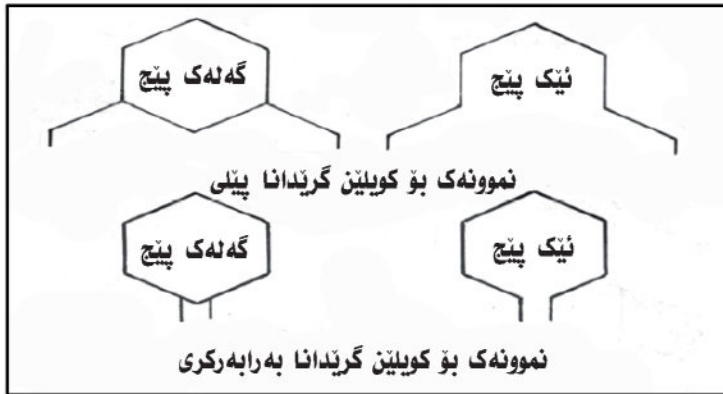 ئێک پێچ
گەلەک پێچ
نموونەک بۆ کویلێن گرێدانا پێلی
ئێک پێچ
گەلەک پێچ
نموونەک بۆ کویلێن گرێدانا بەرابەرکری